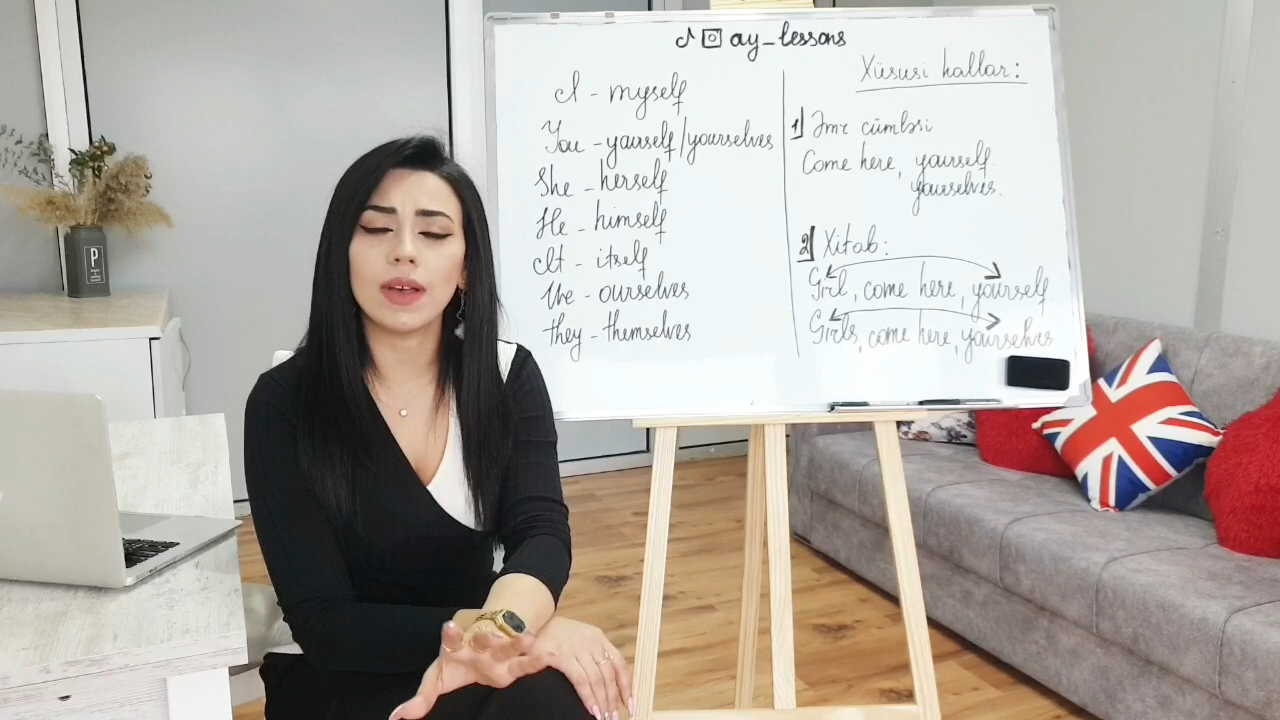 ay_lessons
I - myself
You - yourself/yourselves
She - herself
He - himself
It - itself
We - ourselves
they - themselves
Xüsusi hallar:
1) Əmr cümləsi
Come here, yourself
yourselves.
2) Xitab:
Girl, come here, yourself.
Girls, come here, yourselves
P